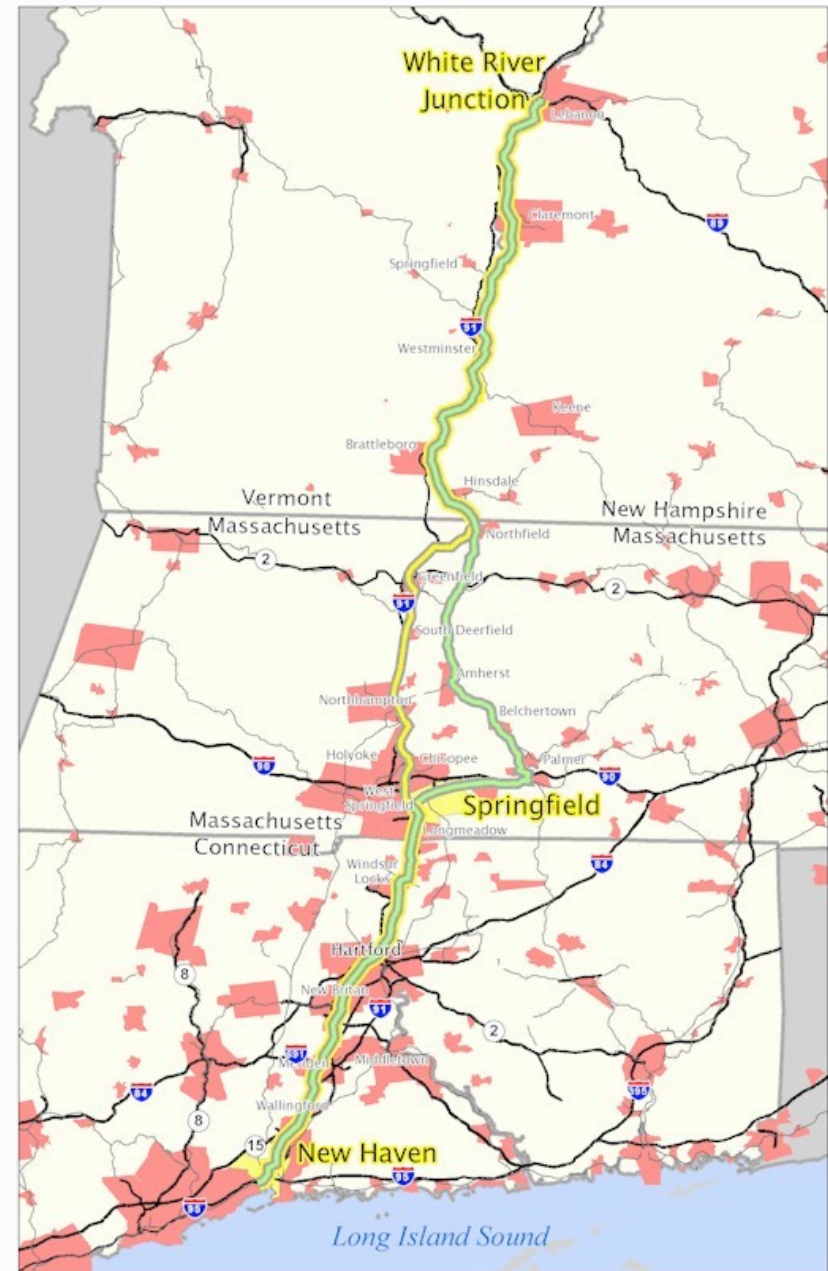 White River
Junction
Lebanon
Claremont
89
Springfield
91
Westminster
Keene
Brattleboro
Hinsdale
Vermont
Massachusetts
New Hampshire
Massachusetts
Northfield
2
Greenfield
2
91
South Deerfield
Amherst
Northhampton
Belchertown
Holyoke
Chicopee
Palmer
90
90
West
Springfield
Springfield
Massachusetts
Connecticut
Longmeadow
84
Windsor
Locks
Hartford
8
New Britan
91
2
691
Meriden
Middletown
84
395
Wallingford
8
15
New Haven
95
95
Long Island Sound